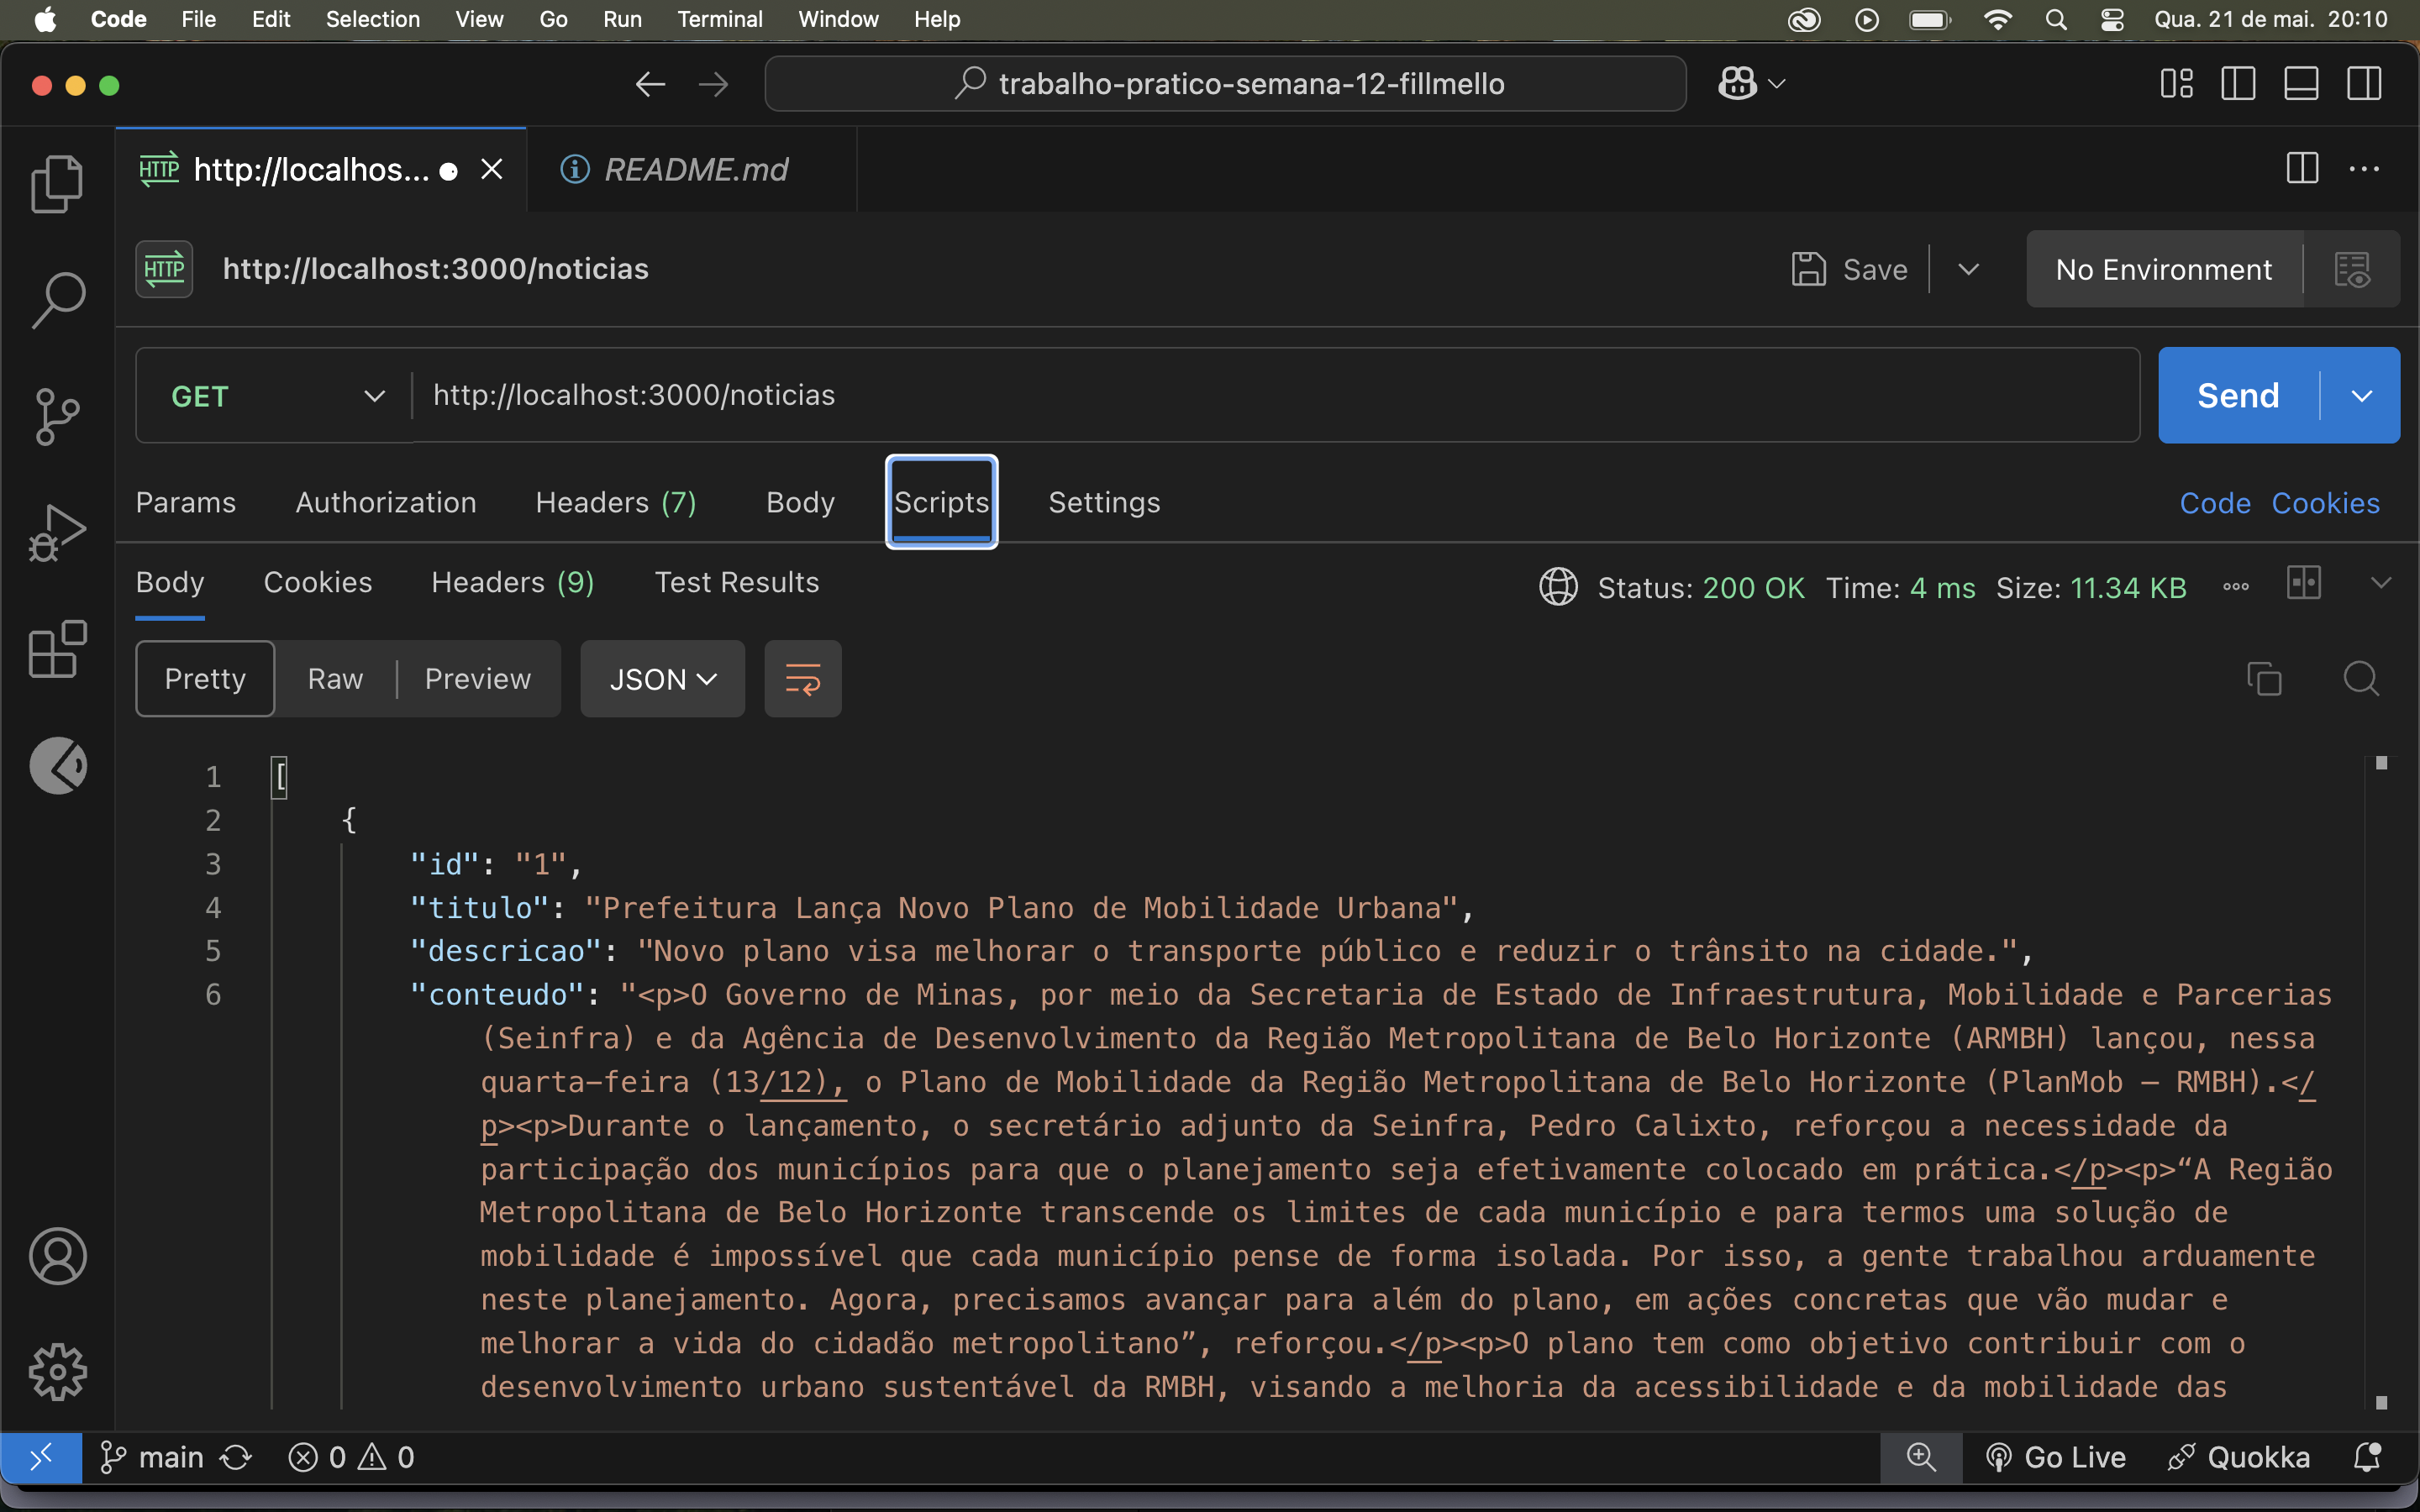 Code File Edit Selection View Go Run Terminal Window Help Qua. 21 de mai. 20:10
trabalho-pratico-semana-12-fillmello
HTTP http://localhos... README.md
HTTP http://localhost:3000/noticias Save No Environment
GET http://localhost:3000/noticias Send
Params Authorization Headers (7) Body Scripts Settings Code Cookies
Body Cookies Headers (9) Test Results Status: 200 OK Time: 4 ms Size: 11.34 KB
Pretty Raw Preview JSON
1 [
2 {
3 "id": "1",
4 "titulo": "Prefeitura Lança Novo Plano de Mobilidade Urbana",
5 "descricao": "Novo plano visa melhorar o transporte público e reduzir o trânsito na cidade.",
6 "conteudo": "<p>O Governo de Minas, por meio da Secretaria de Estado de Infraestrutura, Mobilidade e Parcerias
(Seinfra) e da Agência de Desenvolvimento da Região Metropolitana de Belo Horizonte (ARMBH) lançou, nessa
quarta-feira (13/12), o Plano de Mobilidade da Região Metropolitana de Belo Horizonte (PlanMob – RMBH).</
p><p>Durante o lançamento, o secretário adjunto da Seinfra, Pedro Calixto, reforçou a necessidade da
participação dos municípios para que o planejamento seja efetivamente colocado em prática.</p><p>“A Região
Metropolitana de Belo Horizonte transcende os limites de cada município e para termos uma solução de
mobilidade é impossível que cada município pense de forma isolada. Por isso, a gente trabalhou arduamente
neste planejamento. Agora, precisamos avançar para além do plano, em ações concretas que vão mudar e
melhorar a vida do cidadão metropolitano”, reforçou.</p><p>O plano tem como objetivo contribuir com o
desenvolvimento urbano sustentável da RMBH, visando a melhoria da acessibilidade e da mobilidade das
main 0 0 Go Live Quokka